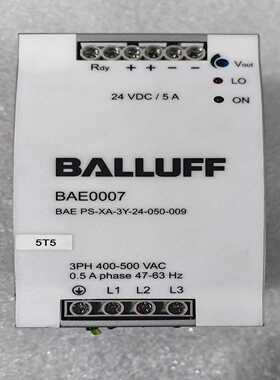 Rdy + + − −
Vout
LO
24 VDC / 5 A
ON
BALLUFF
BAE0007
BAE PS-XA-3Y-24-050-009
5T5
3PH 400-500 VAC
0.5 A phase 47-63 Hz
L1 L2 L3